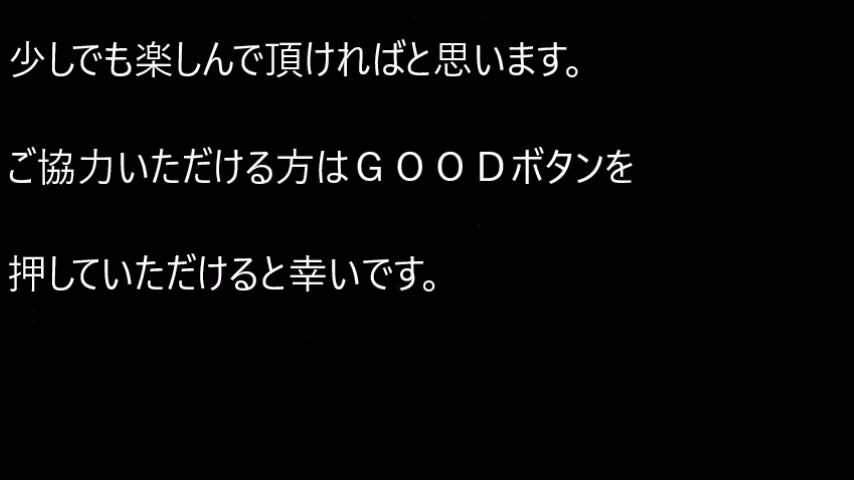 少しでも楽しんで頂ければと思います。
ご協力いただける方はＧＯＯＤボタンを
押していただけると幸いです。